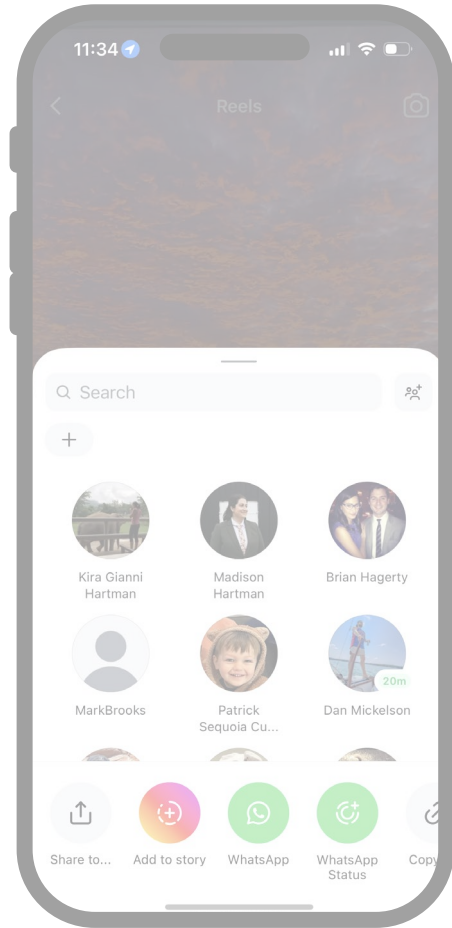 11:34
Reels
Search
Kira Gianni
Hartman
Madison
Hartman
Brian Hagerty
MarkBrooks
Patrick
Sequoia Cu...
Dan Mickelson
20m
Share to...
Add to story
WhatsApp
WhatsApp
Status
Copy